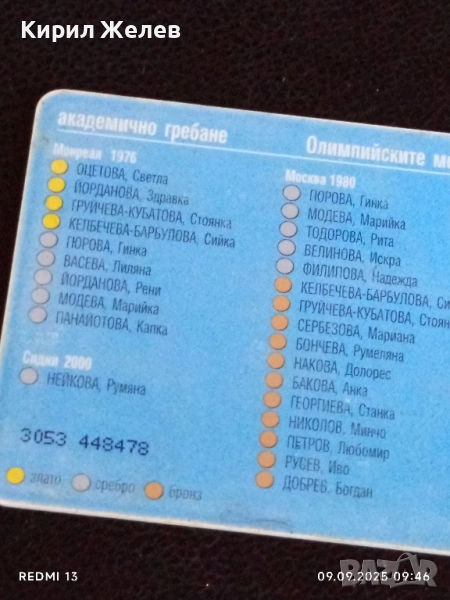 Кирил Желев
академично гребане
Олимпийските ме
Монреал 1976
ОЦЕТОВА, Светла
ЙОРДАНОВА, Здравка
ГРУЙЧЕВА-КУБАТОВА, Стоянка
КЕЛБЕЧЕВА-БАРБУЛОВА, Сийка
ГЮРОВА, Гинка
ВАСЕВА, Лиляна
ЙОРДАНОВА, Рени
МОДЕВА, Марийка
ПАНАЙОТОВА, Капка
Сидни 2000
НЕЙКОВА, Румяна
Москва 1980
ГЮРОВА, Гинка
МОДЕВА, Марийка
ТОДОРОВА, Рита
ВЕЛИНОВА, Искра
ФИЛИПОВА, Надежда
КЕЛБЕЧЕВА-БАРБУЛОВА, Си
ГРУЙЧЕВА-КУБАТОВА, Стоян
СЕРБЕЗОВА, Мариана
БОНЧЕВА, Румеляна
НАКОВА, Долорес
БАКОВА, Анка
ГЕОРГИЕВА, Станка
НИКОЛОВ, Минчо
ПЕТРОВ, Любомир
РУСЕВ, Иво
ДОБРЕВ, Богдан
3053 448478
злато сребро бронз
REDMI 13
09.09.2025 09:46
BAZAR